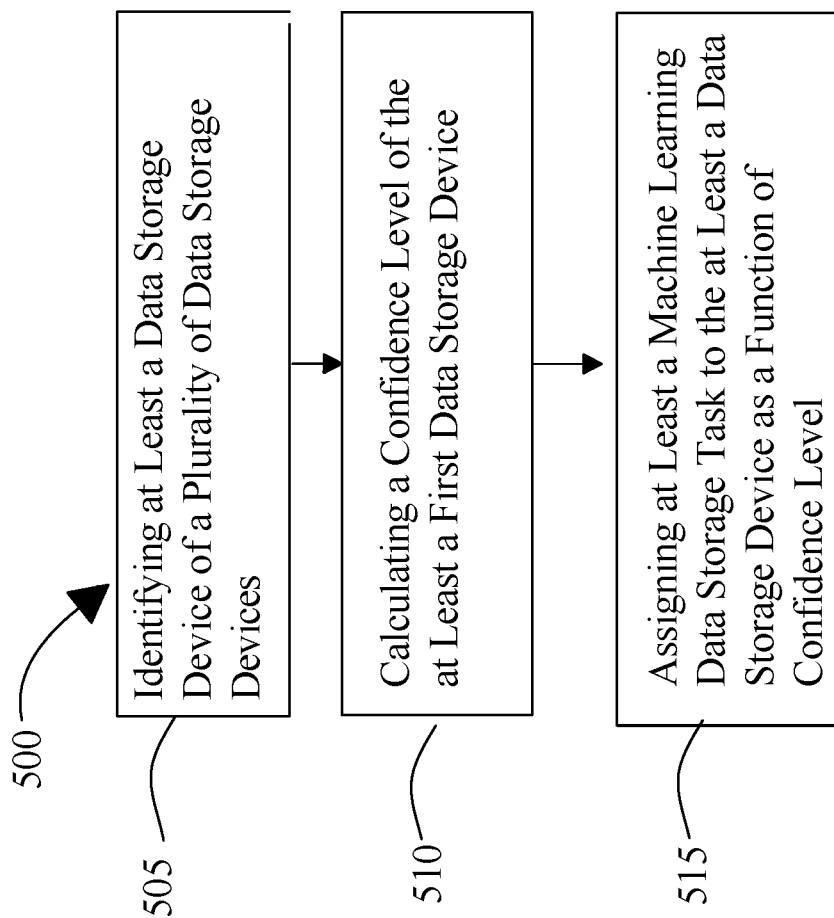 500
505
Identifying at Least a Data Storage
Device of a Plurality of Data Storage
Devices
510
Calculating a Confidence Level of the
at Least a First Data Storage Device
515
Assigning at Least a Machine Learning
Data Storage Task to the at Least a Data
Storage Device as a Function of
Confidence Level